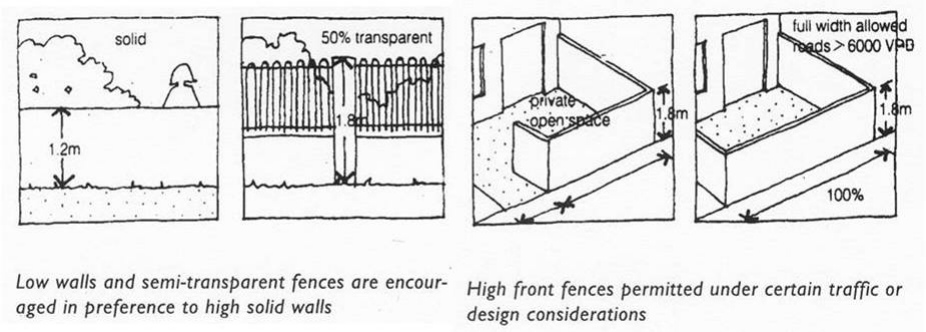 solid
1.2m
50% transparent
1.8m
private
open space
1.8m
full width allowed
roads > 6000 VPD
1.8m
100%
Low walls and semi-transparent fences are encour-
aged in preference to high solid walls
High front fences permitted under certain traffic or
design considerations